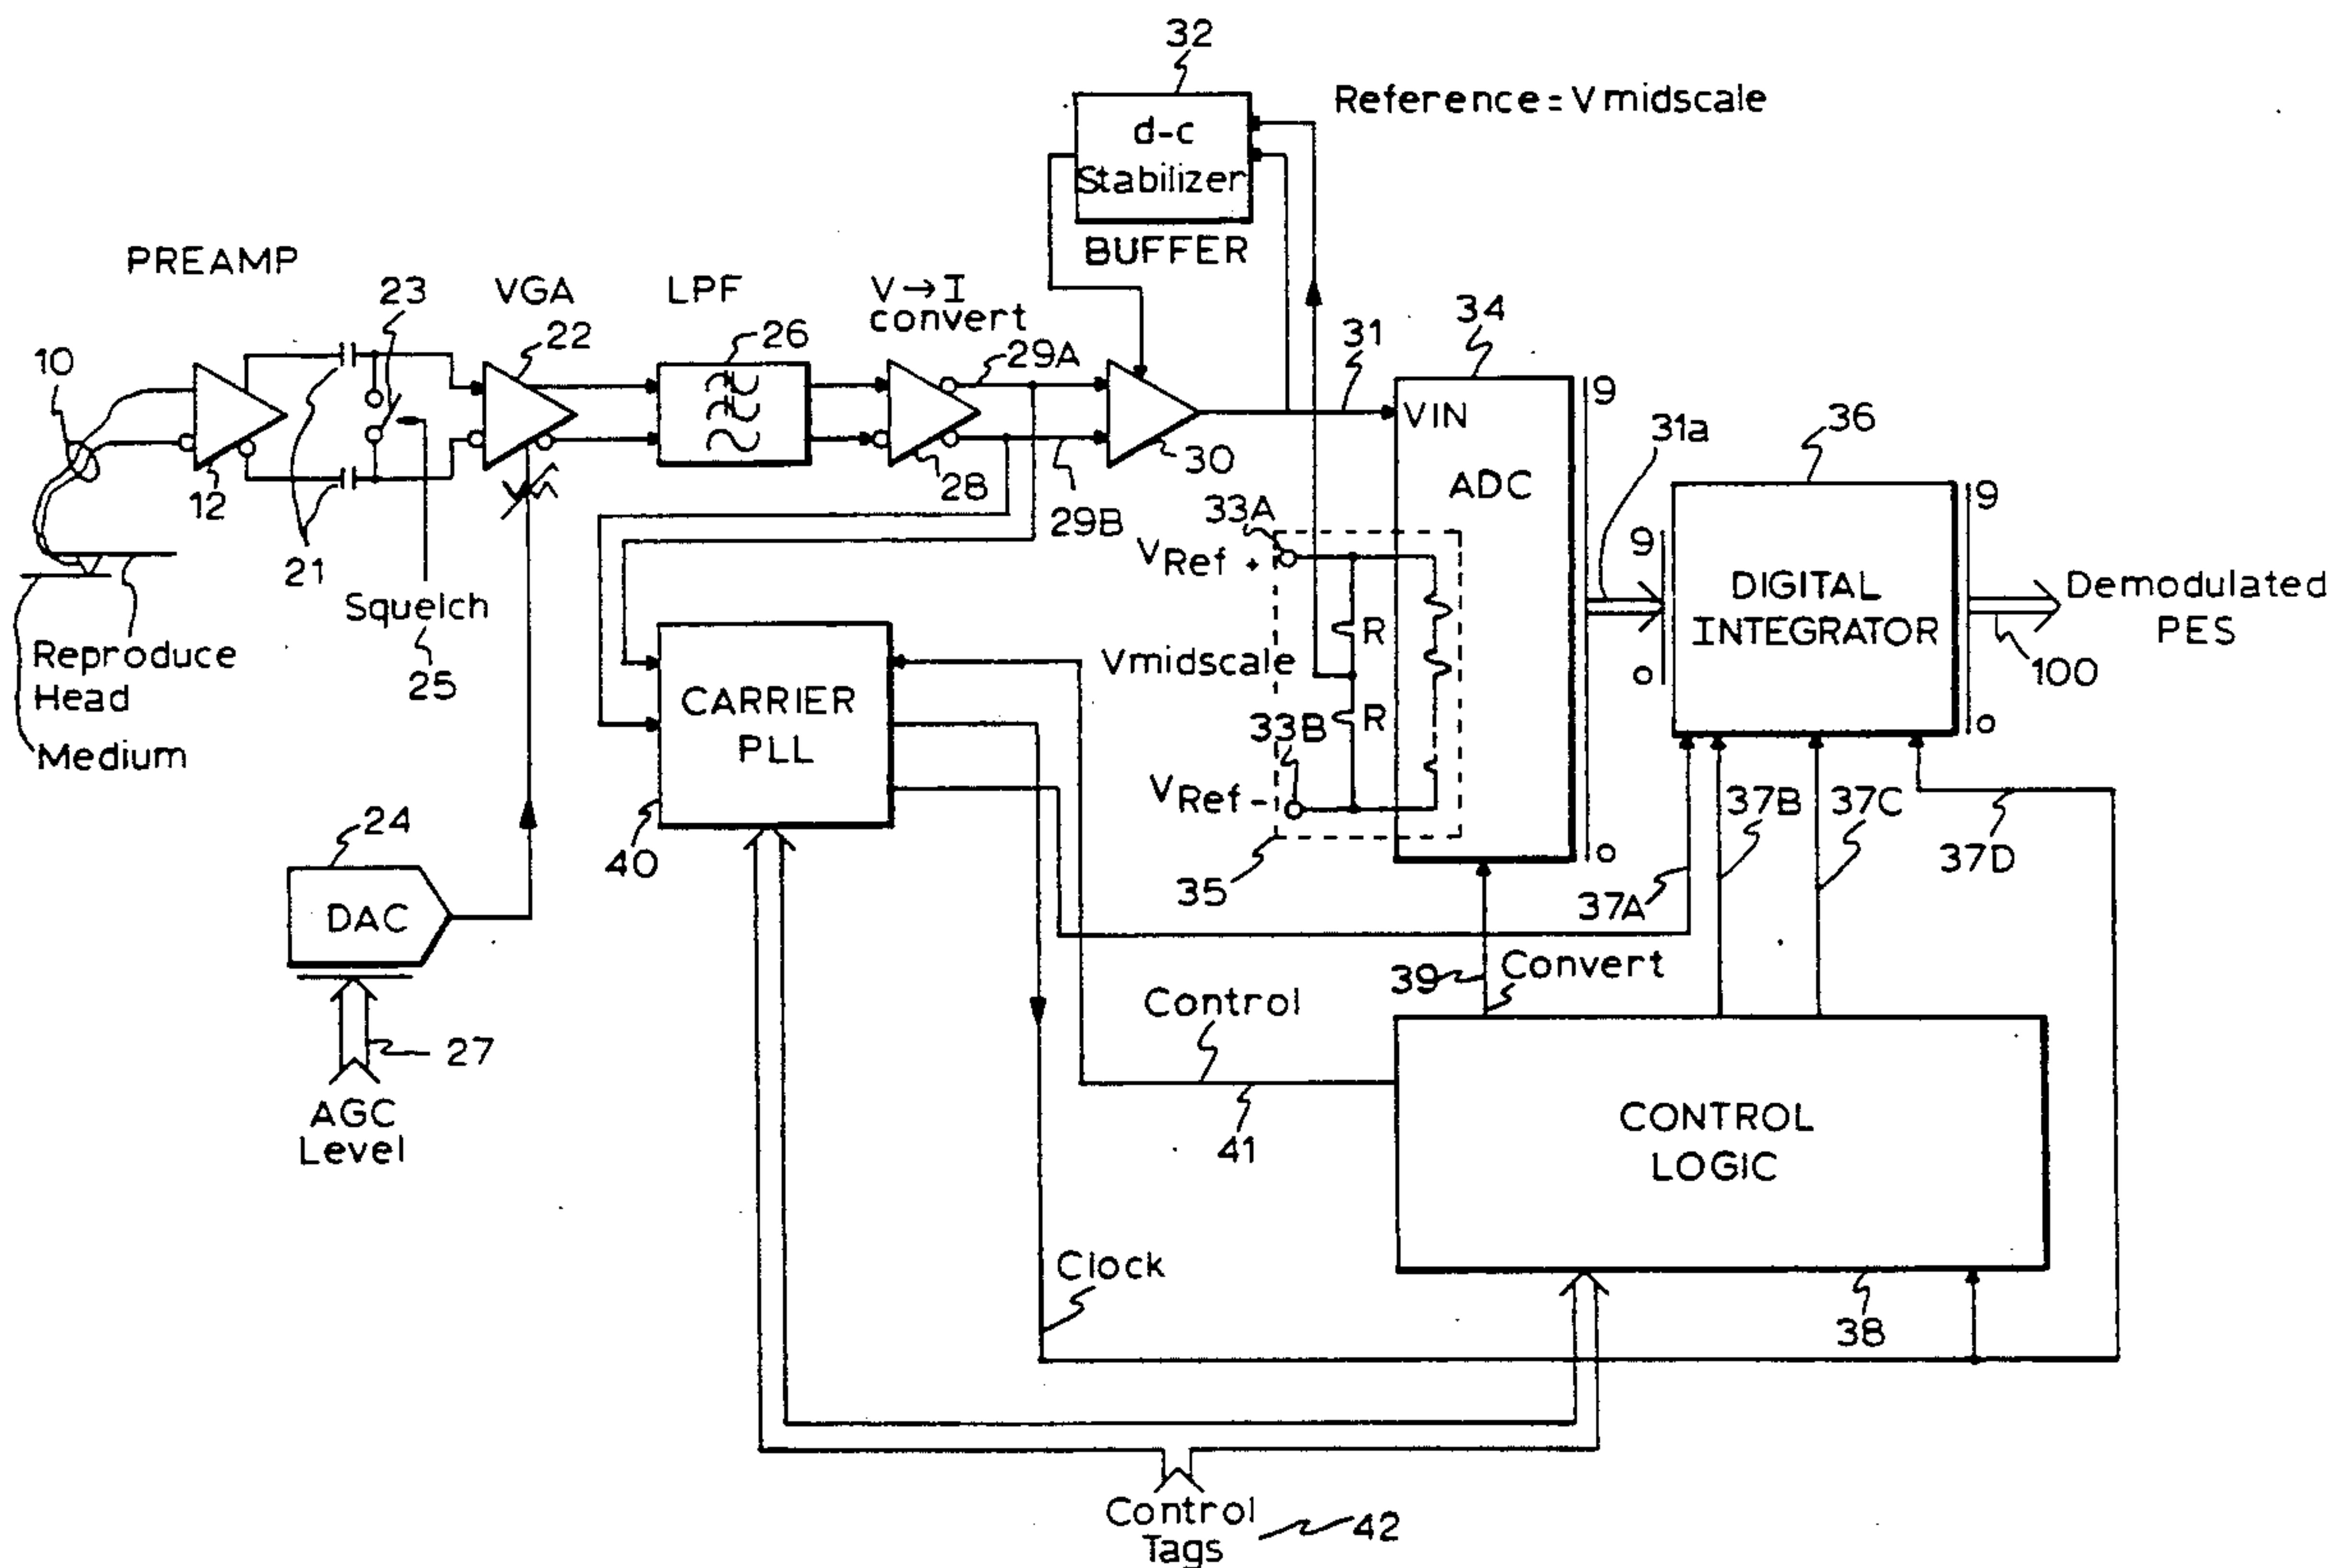 32
Reference = Vmidscale
d-c
Stabilizer
BUFFER
PREAMP
23
VGA
22
LPF
26
V → I
convert
29A
31
34
10
12
21
28
29B
30
VIN
ADC
9
0
31a
36
9
0
9
0
DIGITAL
INTEGRATOR
Demodulated
PES
100
33A
VRef +
R
Vmidscale
R
33B
VRef -
35
Squelch
25
Reproduce
Head
Medium
CARRIER
PLL
40
24
DAC
27
AGC
Level
37A
37B
37C
37D
39
Convert
Control
41
CONTROL
LOGIC
38
Clock
Control
Tags
42